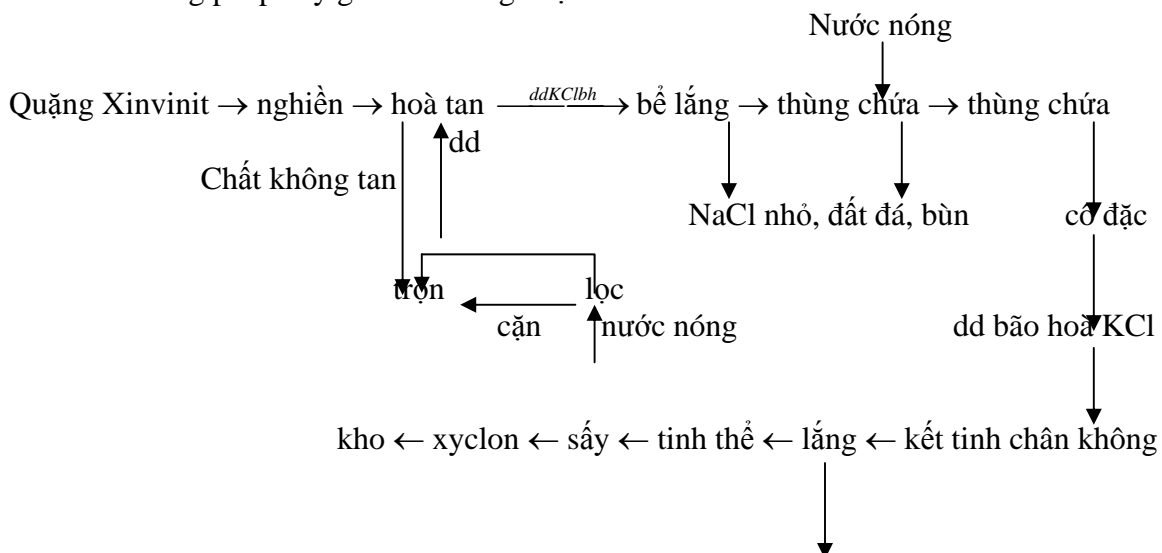 Nước nóng
Quặng Xinvinit → nghiền → hoà tan ddKClbh → bể lắng → thùng chứa → thùng chứa
dd
Chất không tan
NaCl nhỏ, đất đá, bùn cô đặc
trộn lọc
cặn nước nóng dd bão hoà KCl
kho ← xyclon ← sấy ← tinh thể ← lắng ← kết tinh chân không